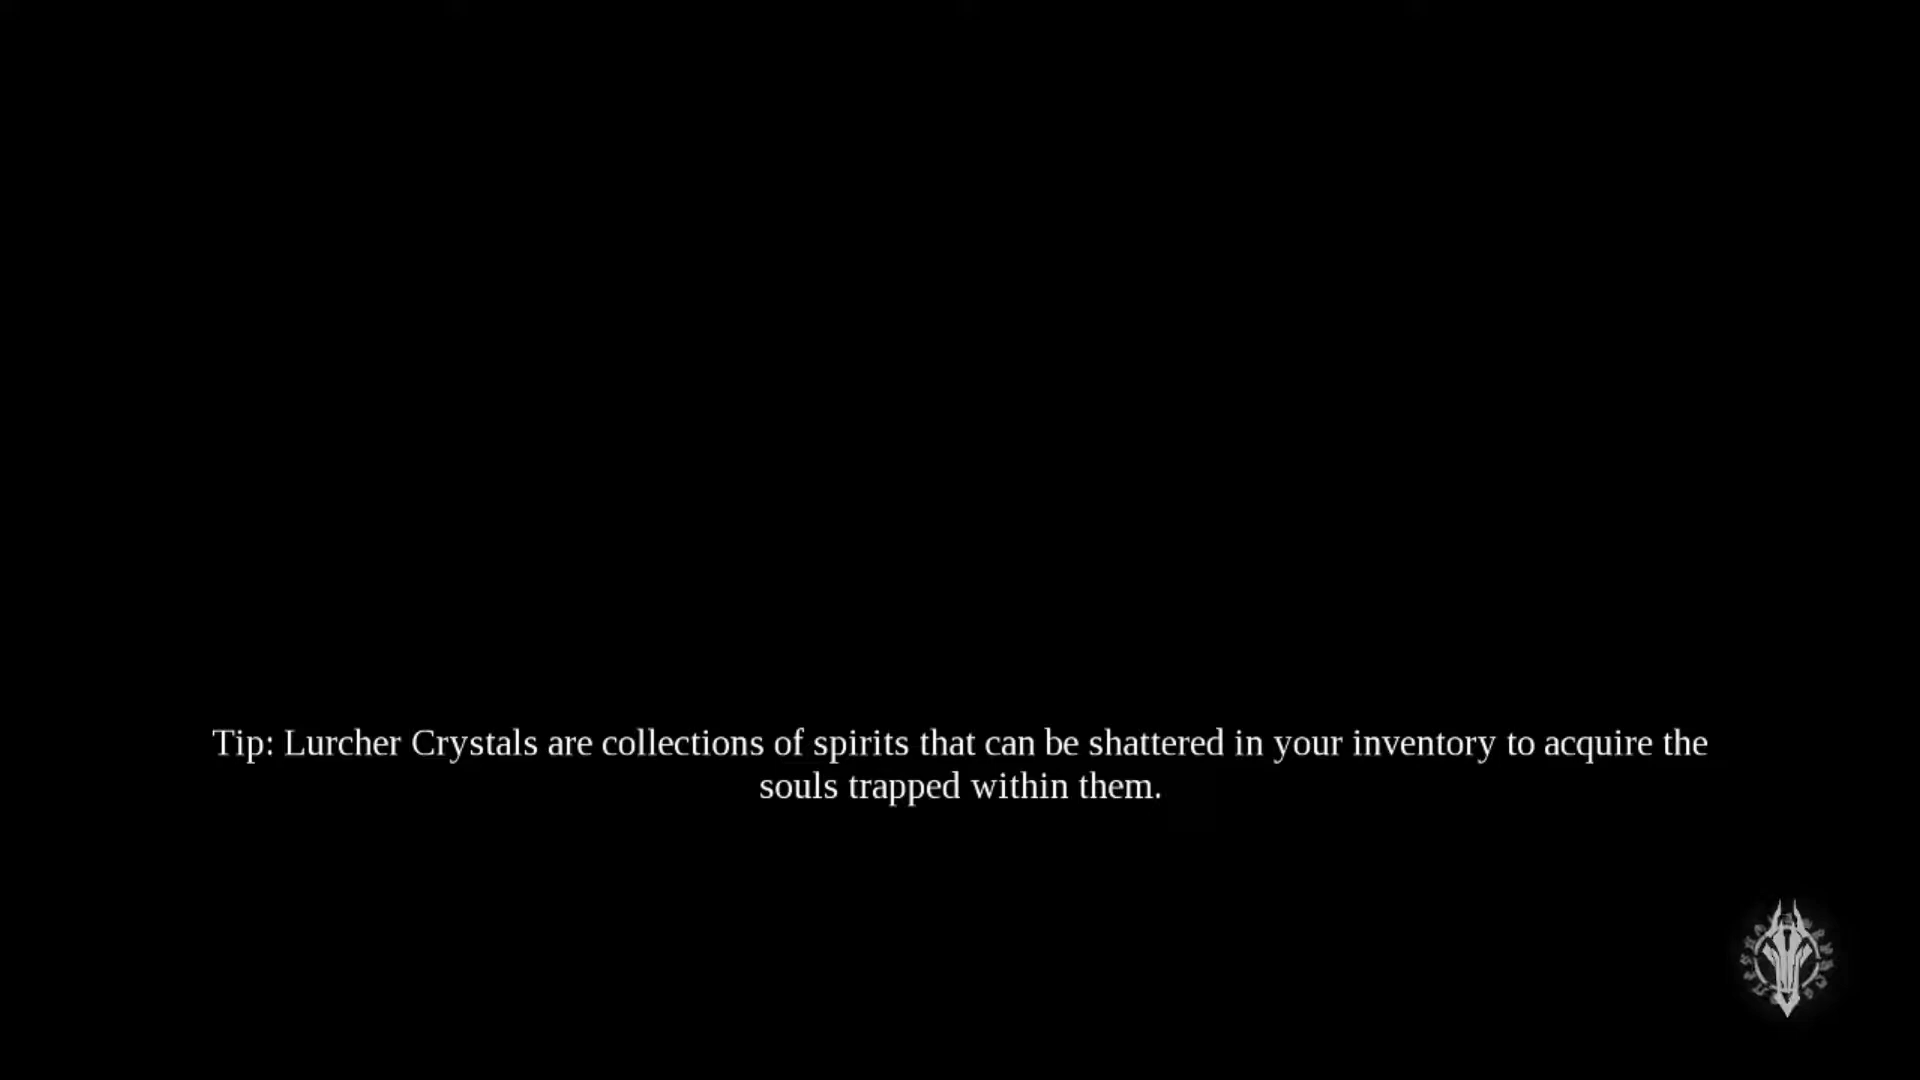 Tip: Lurcher Crystals are collections of spirits that can be shattered in your inventory to acquire the
souls trapped within them.